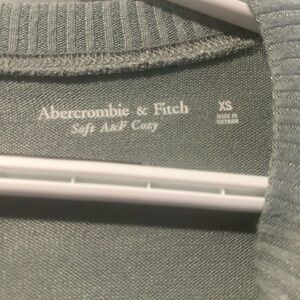 Abercrombie & Fitch
Soft A&F Cozy
XS
MADE IN
VIETNAM